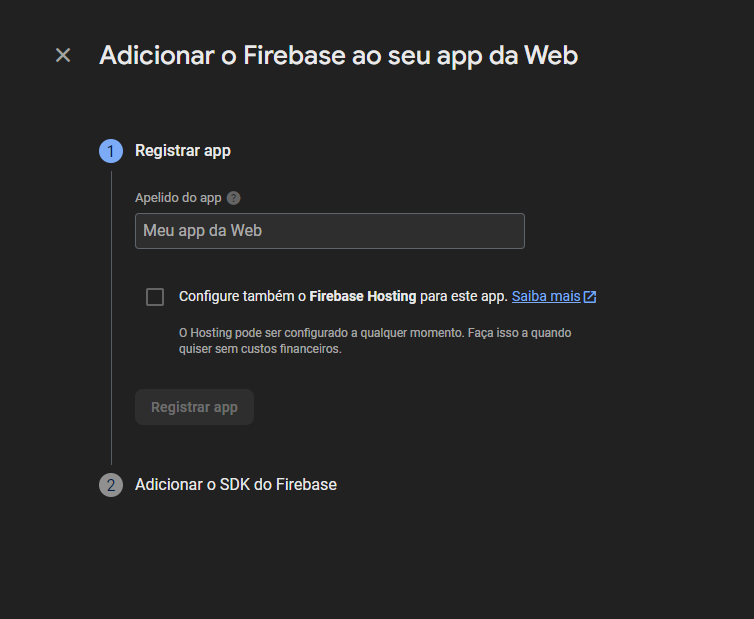 Adicionar o Firebase ao seu app da Web
1 Registrar app
Apelido do app ?
Meu app da Web
Configure também o Firebase Hosting para este app. Saiba mais
O Hosting pode ser configurado a qualquer momento. Faça isso a quando
quiser sem custos financeiros.
Registrar app
2 Adicionar o SDK do Firebase